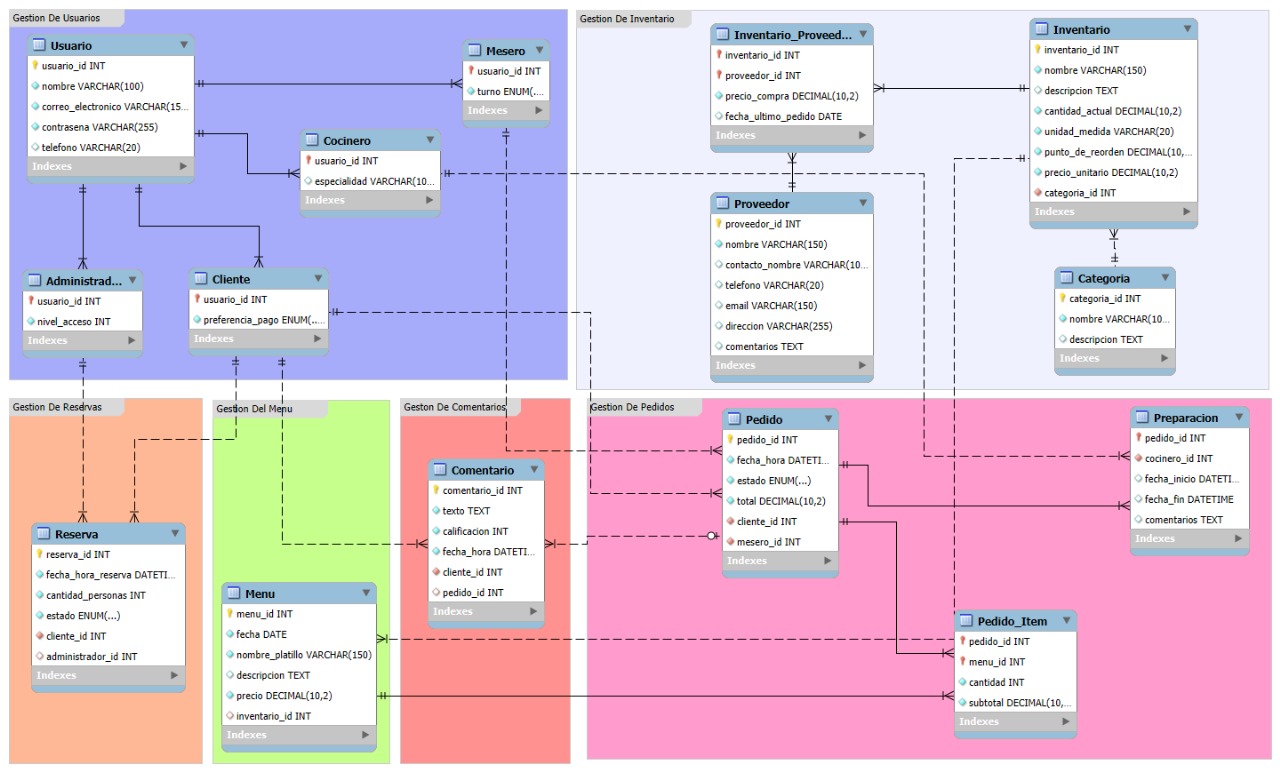 Gestion De Usuarios
Usuario
usuario_id INT
nombre VARCHAR(100)
correo_electronico VARCHAR(15...
contrasena VARCHAR(255)
telefono VARCHAR(20)
Indexes
Mesero
usuario_id INT
turno ENUM(....
Indexes
Cocinero
usuario_id INT
especialidad VARCHAR(10...
Indexes
Administrad...
usuario_id INT
nivel_acceso INT
Indexes
Cliente
usuario_id INT
preferencia_pago ENUM(....
Indexes
Gestion De Inventario
Inventario_Proveed...
inventario_id INT
proveedor_id INT
precio_compra DECIMAL(10,2)
fecha_ultimo_pedido DATE
Indexes
Inventario
inventario_id INT
nombre VARCHAR(150)
descripcion TEXT
cantidad_actual DECIMAL(10,2)
unidad_medida VARCHAR(20)
punto_de_reorden DECIMAL(10,...
precio_unitario DECIMAL(10,2)
categoria_id INT
Indexes
Proveedor
proveedor_id INT
nombre VARCHAR(150)
contacto_nombre VARCHAR(10...
telefono VARCHAR(20)
email VARCHAR(150)
direccion VARCHAR(255)
comentarios TEXT
Indexes
Categoria
categoria_id INT
nombre VARCHAR(10...
descripcion TEXT
Indexes
Gestion De Reservas
Reserva
reserva_id INT
fecha_hora_reserva DATETI...
cantidad_personas INT
estado ENUM(...)
cliente_id INT
administrador_id INT
Indexes
Gestion Del Menu
Menu
menu_id INT
fecha DATE
nombre_platillo VARCHAR(150)
descripcion TEXT
precio DECIMAL(10,2)
inventario_id INT
Indexes
Geston De Comentarios
Comentario
comentario_id INT
texto TEXT
calificacion INT
fecha_hora DATETI...
cliente_id INT
pedido_id INT
Indexes
Gestion De Pedidos
Pedido
pedido_id INT
fecha_hora DATETI...
estado ENUM(...)
total DECIMAL(10,2)
cliente_id INT
mesero_id INT
Indexes
Preparacion
pedido_id INT
cocinero_id INT
fecha_inicio DATETI...
fecha_fin DATETIME
comentarios TEXT
Indexes
Pedido_Item
pedido_id INT
menu_id INT
cantidad INT
subtotal DECIMAL(10,...
Indexes